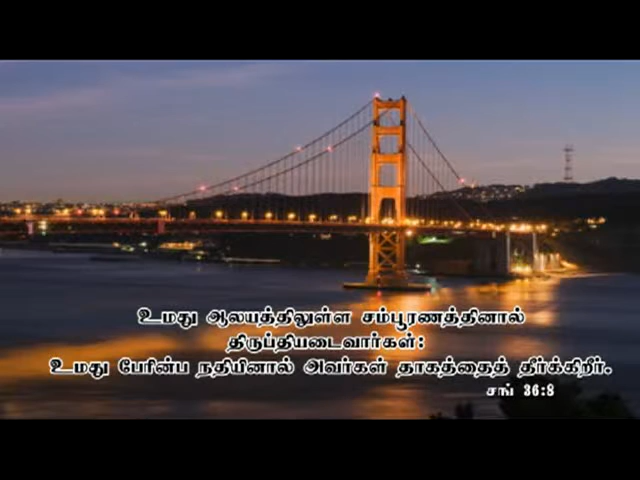 உமது ஆலயத்திலுள்ள சம்பூரணத்தினால்
திருப்தியடைவார்கள்:
உமது பேரின்ப நதியினால் அவர்கள் தாகத்தைத் தீர்க்கிறீர்.
சங் 36:8